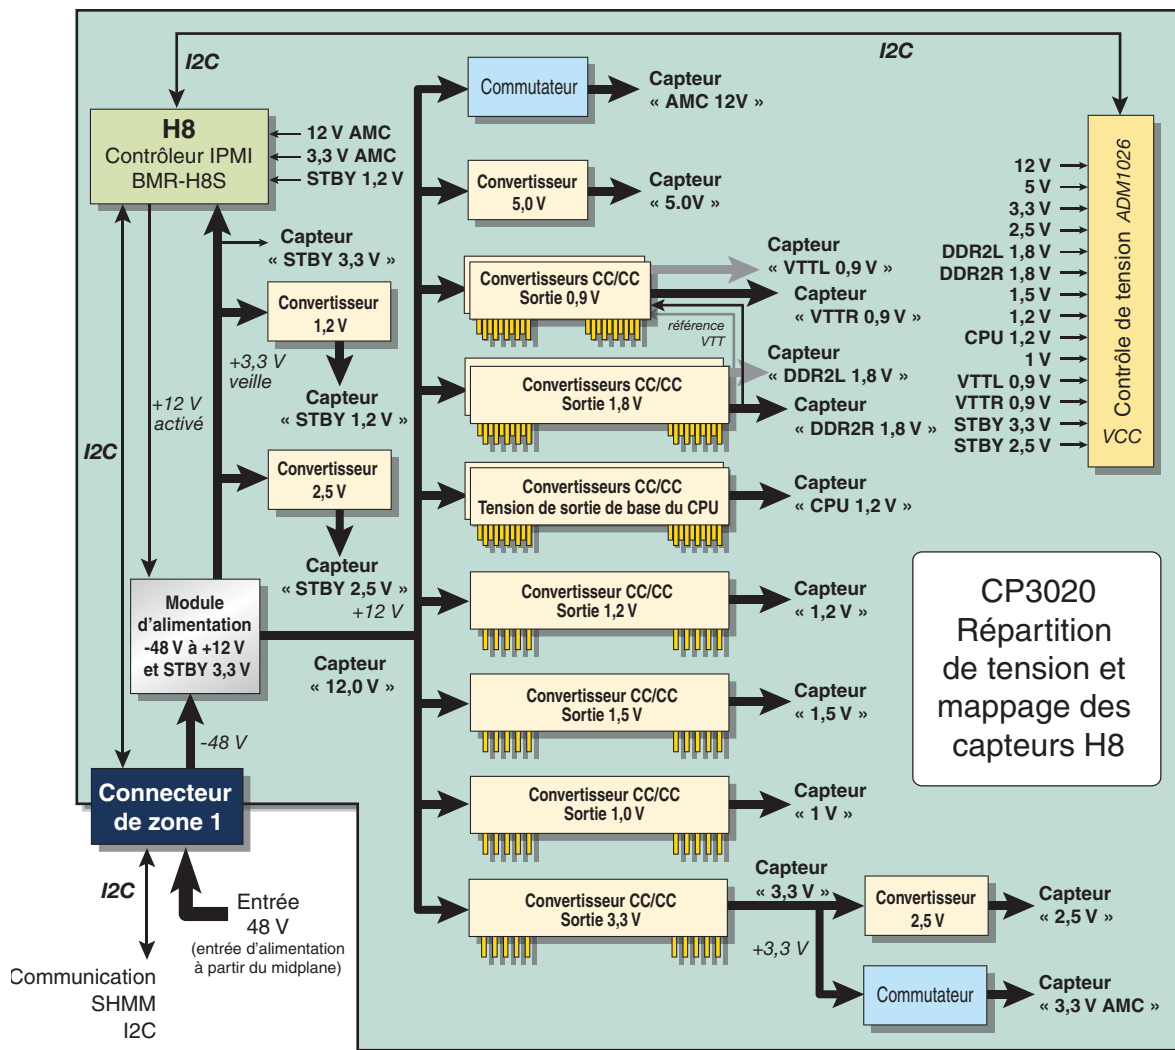 I2C
I2C
H8
Contrôleur IPMI
BMR-H8S
12 V AMC
3,3 V AMC
STBY 1,2 V
Commutateur
Capteur
« AMC 12V »
Convertisseur
5,0 V
Capteur
« 5.0V »
Capteur
« STBY 3,3 V »
Convertisseur
1,2 V
+3,3 V
veille
Capteur
« STBY 1,2 V »
+12 V
activé
I2C
Convertisseur
2,5 V
Capteur
« STBY 2,5 V »
+12 V
Module
d’alimentation
-48 V à +12 V
et STBY 3,3 V
Capteur
« 12,0 V »
-48 V
Connecteur
de zone 1
I2C
Entrée
48 V
(entrée d’alimentation
à partir du midplane)
Communication
SHMM
I2C
Convertisseurs CC/CC
Sortie 0,9 V
Capteur
« VTTL 0,9 V »
Capteur
« VTTR 0,9 V »
référence
VTT
Convertisseurs CC/CC
Sortie 1,8 V
Capteur
« DDR2L 1,8 V »
Capteur
« DDR2R 1,8 V »
Convertisseurs CC/CC
Tension de sortie de base du CPU
Capteur
« CPU 1,2 V »
Convertisseur CC/CC
Sortie 1,2 V
Capteur
« 1,2 V »
Convertisseur CC/CC
Sortie 1,5 V
Capteur
« 1,5 V »
Convertisseur CC/CC
Sortie 1,0 V
Capteur
« 1 V »
Convertisseur CC/CC
Sortie 3,3 V
Capteur
« 3,3 V »
+3,3 V
Convertisseur
2,5 V
Capteur
« 2,5 V »
Commutateur
Capteur
« 3,3 V AMC »
12 V
5 V
3,3 V
2,5 V
DDR2L 1,8 V
DDR2R 1,8 V
1,5 V
1,2 V
CPU 1,2 V
1 V
VTTL 0,9 V
VTTR 0,9 V
STBY 3,3 V
STBY 2,5 V
Contrôle de tension ADM1026
VCC
CP3020
Répartition
de tension et
mappage des
capteurs H8